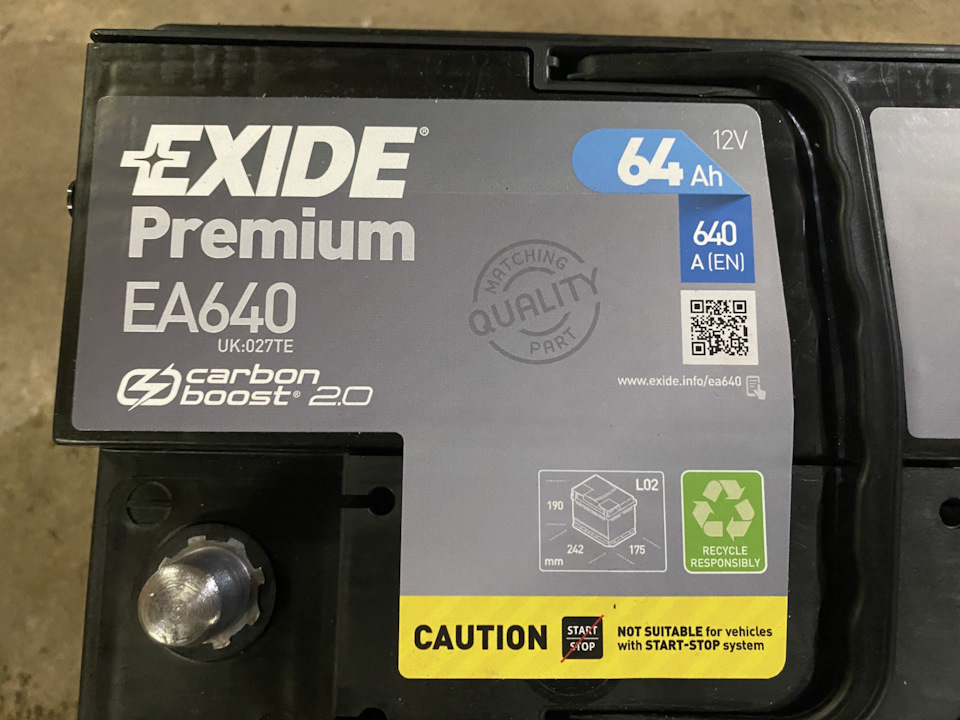 EXIDE®
Premium
EA640
UK:027TE
carbon
boost® 2.0
12V
64 Ah
640
A (EN)
MATCHING
QUALITY
PART
www.exide.info/ea640
L02
190
242
175
mm
RECYCLE
RESPONSIBLY
CAUTION
START
STOP
NOT SUITABLE for vehicles
with START-STOP system